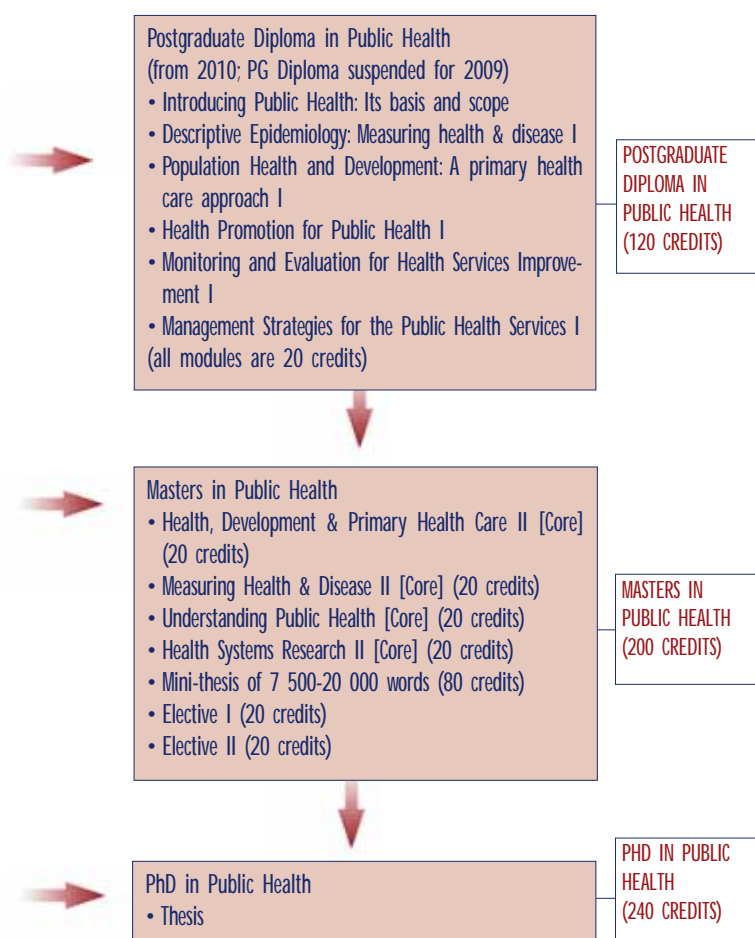 Postgraduate Diploma in Public Health
(from 2010; PG Diploma suspended for 2009)
• Introducing Public Health: Its basis and scope
• Descriptive Epidemiology: Measuring health & disease I
• Population Health and Development: A primary health
care approach I
• Health Promotion for Public Health I
• Monitoring and Evaluation for Health Services Improve-
ment I
• Management Strategies for the Public Health Services I
(all modules are 20 credits)
POSTGRADUATE
DIPLOMA IN
PUBLIC HEALTH
(120 CREDITS)
Masters in Public Health
• Health, Development & Primary Health Care II [Core]
(20 credits)
• Measuring Health & Disease II [Core] (20 credits)
• Understanding Public Health [Core] (20 credits)
• Health Systems Research II [Core] (20 credits)
• Mini-thesis of 7 500-20 000 words (80 credits)
• Elective I (20 credits)
• Elective II (20 credits)
MASTERS IN
PUBLIC HEALTH
(200 CREDITS)
PhD in Public Health
• Thesis
PHD IN PUBLIC
HEALTH
(240 CREDITS)